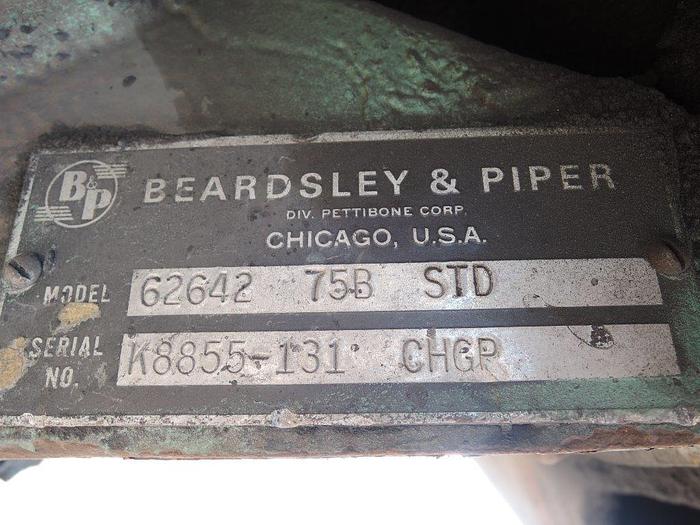 B&P
BEARDSLEY & PIPER
DIV. PETTIBONE CORP.
CHICAGO, U.S.A.
MODEL 62642 75B STD
SERIAL NO. K8855-131 CHGP